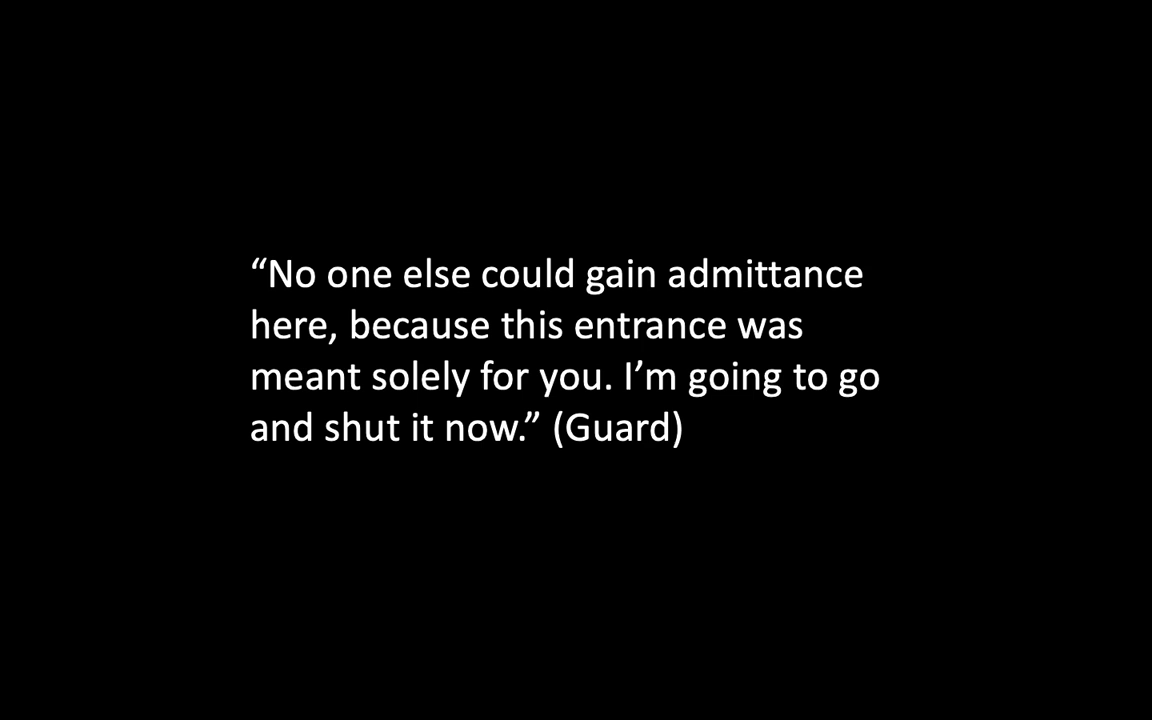 “No one else could gain admittance
here, because this entrance was
meant solely for you. I’m going to go
and shut it now.” (Guard)